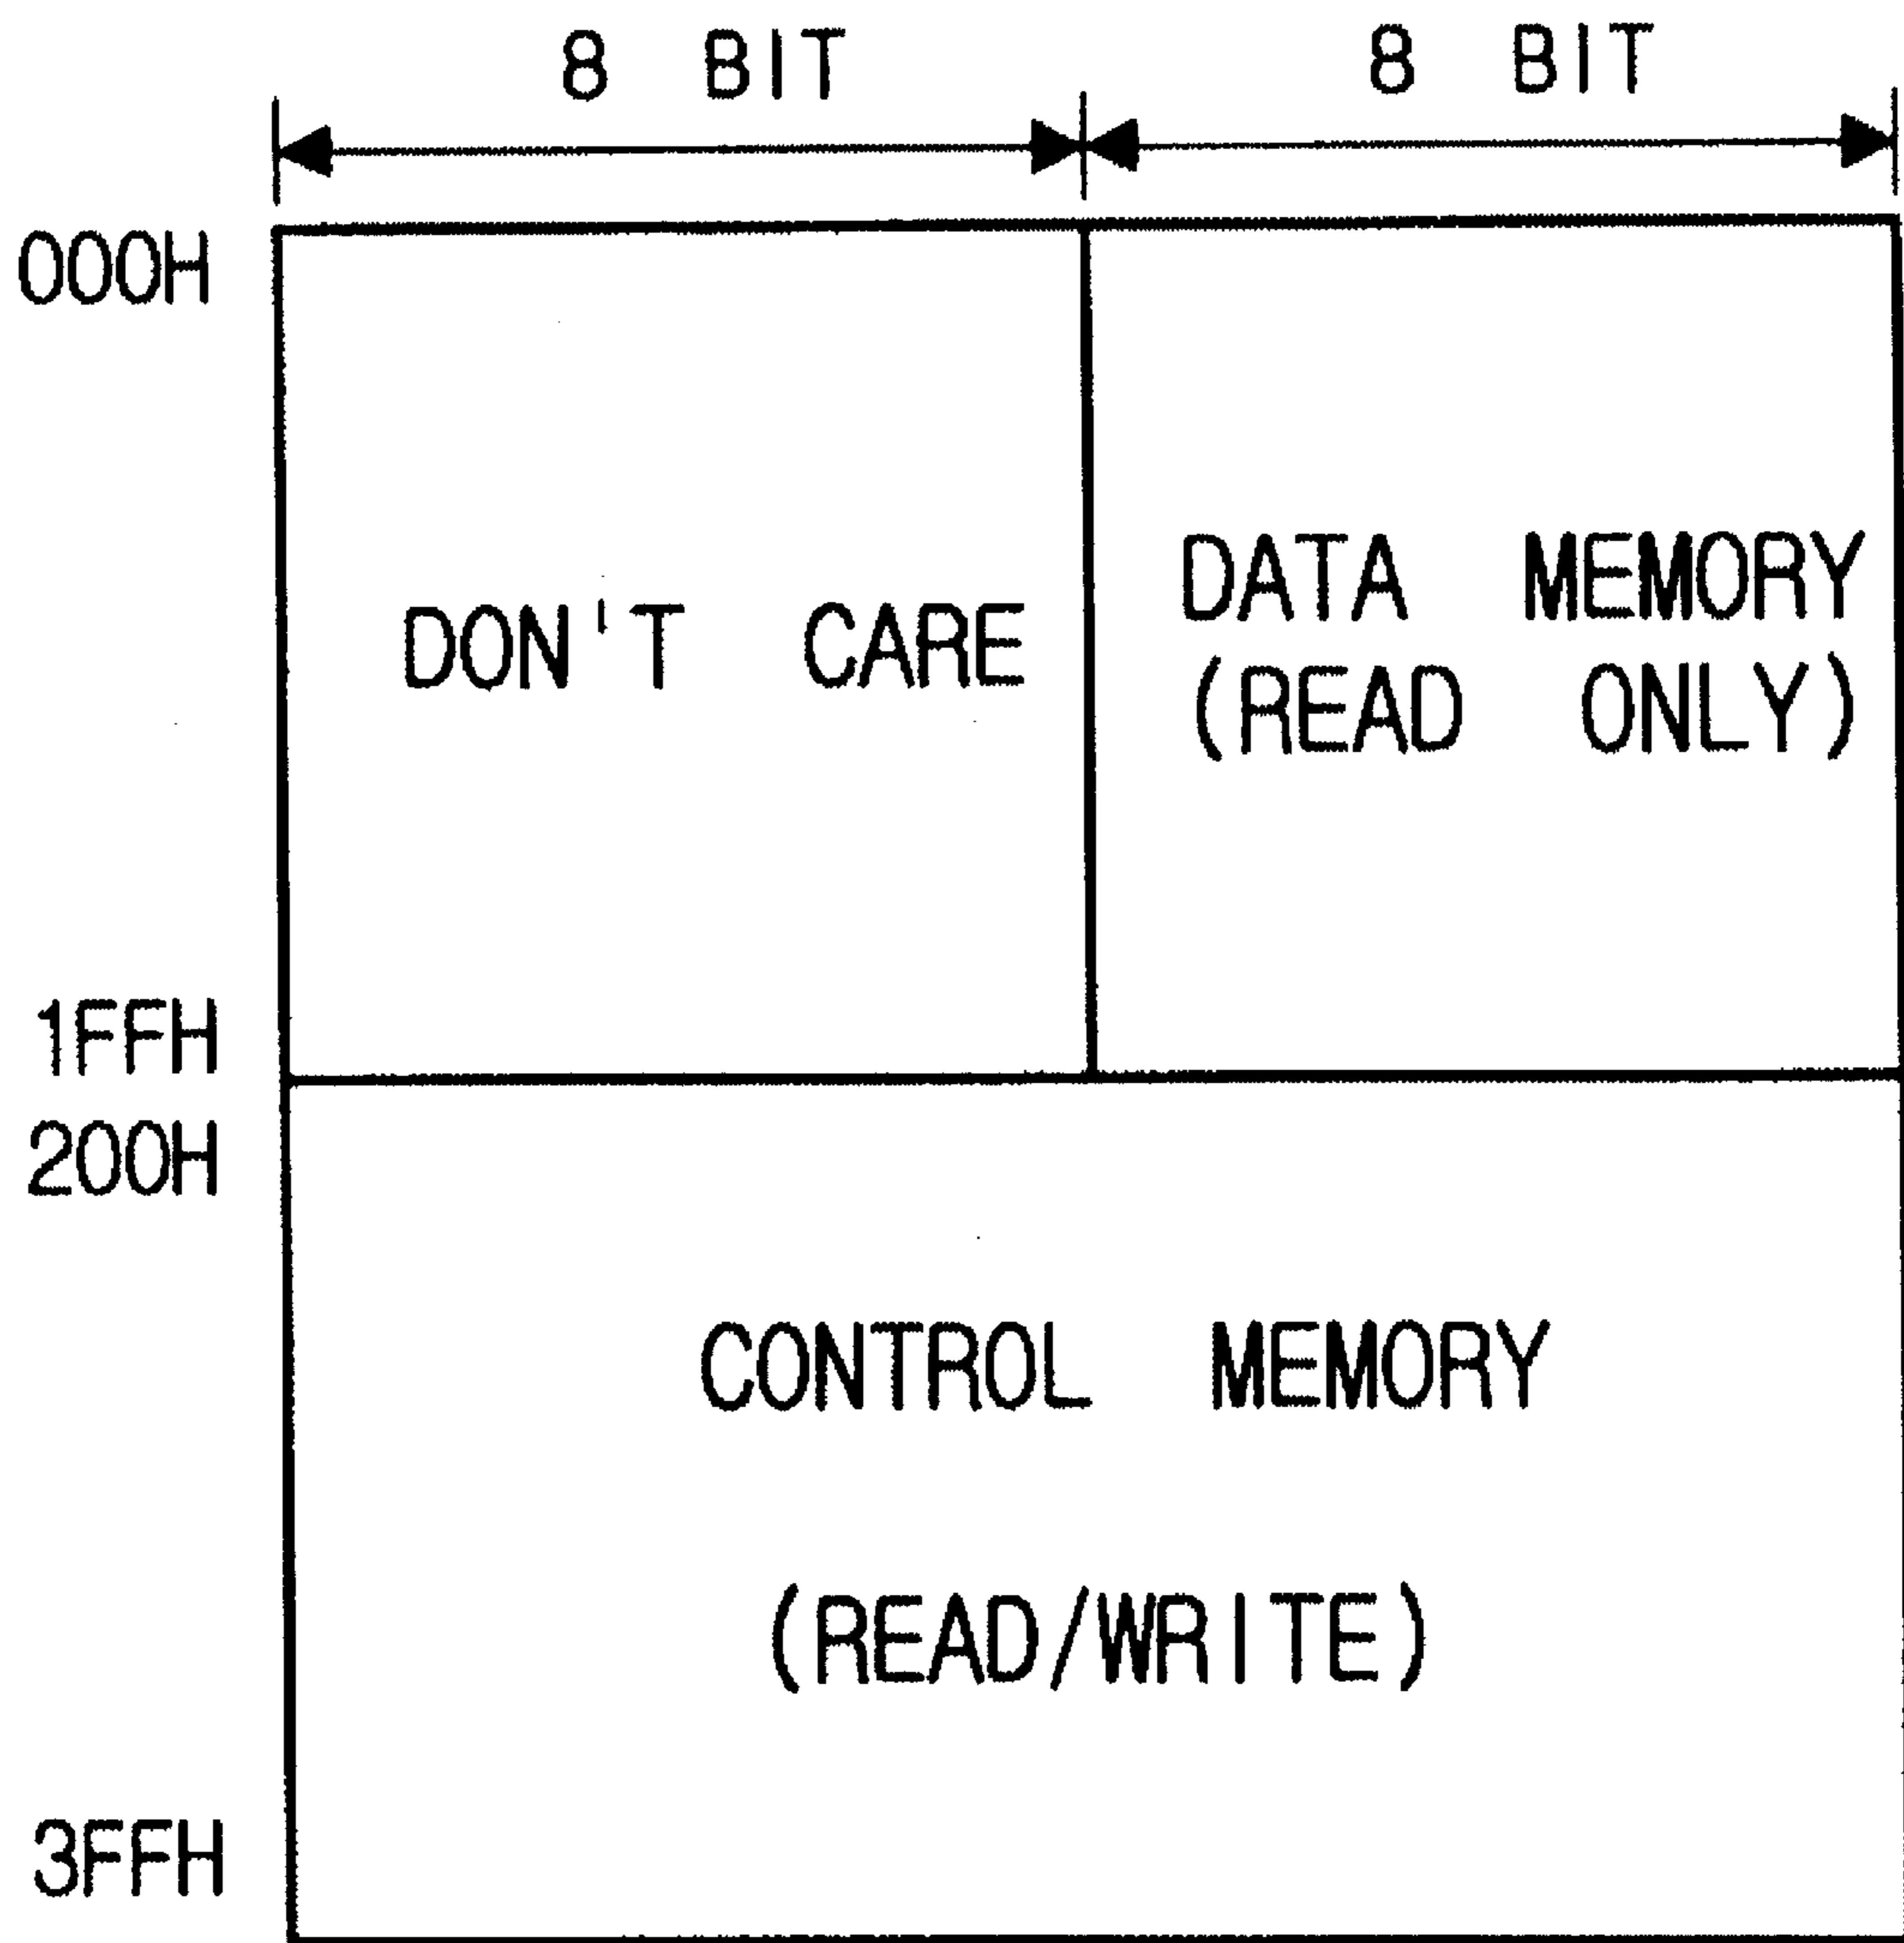 8 BIT 8 BIT
000H
DON'T CARE
DATA MEMORY
(READ ONLY)
1FFH
200H
CONTROL MEMORY
(READ/WRITE)
3FFH